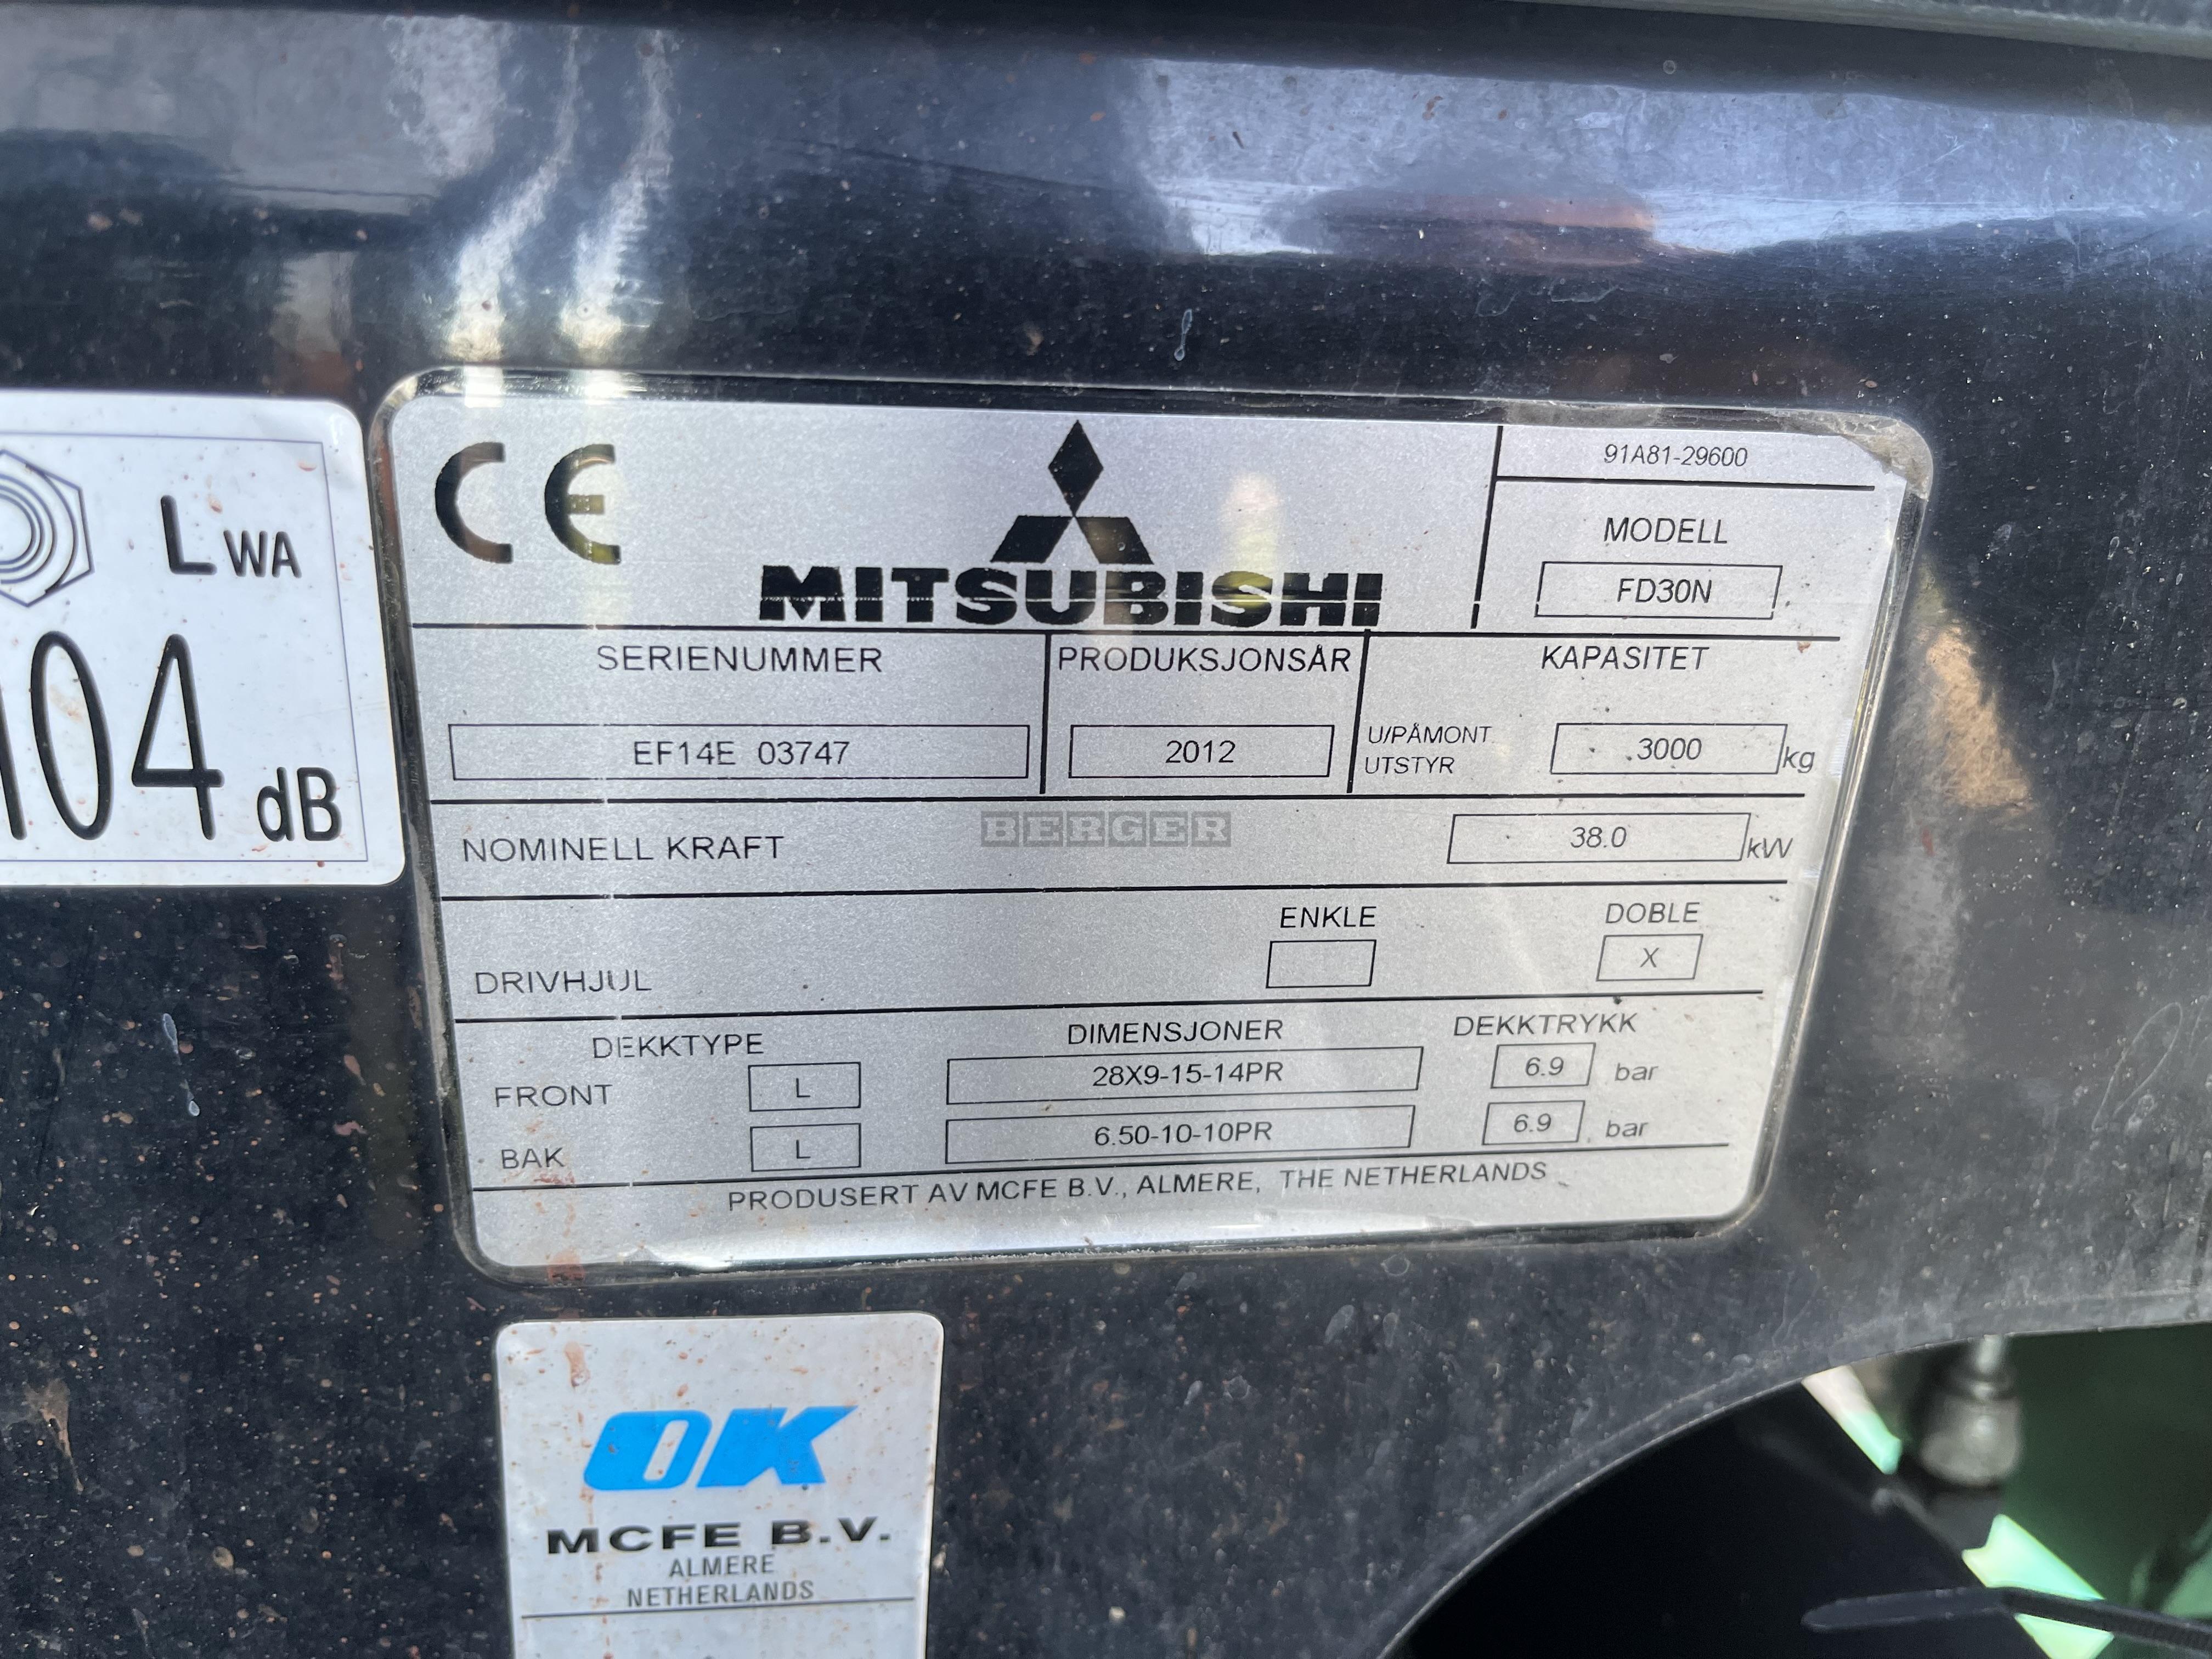 CE
MITSUBISHI
91A81-29600
MODELL
FD30N
SERIENUMMER
EF14E 03747
PRODUKSJONSÅR
2012
KAPASITET
U/PÅMONT.
UTSTYR
3000 kg
NOMINELL KRAFT
38.0 kW
BERGER
DRIVHJUL
ENKLE
DOBLE
X
DEKKTYPE DIMENSJONER DEKKTRYKK
FRONT L 28X9-15-14PR 6.9 bar
BAK L 6.50-10-10PR 6.9 bar
PRODUSERT AV MCFE B.V., ALMERE, THE NETHERLANDS
LWA
104 dB
OK
MCFE B.V.
ALMERE
NETHERLANDS